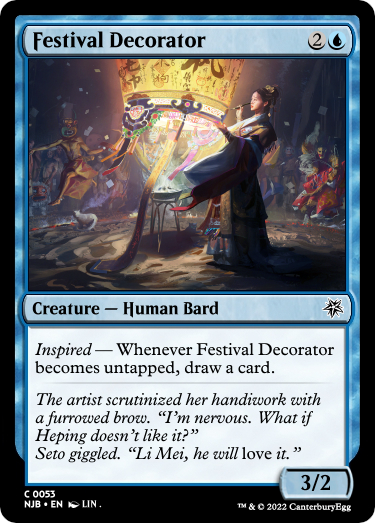 Festival Decorator 2
Creature — Human Bard
Inspired — Whenever Festival Decorator
becomes untapped, draw a card.
The artist scrutinized her handiwork with
a furrowed brow. “I’m nervous. What if
Heping doesn’t like it?”
Seto giggled. “Li Mei, he will love it.”
3/2
C 0053
NJB • EN LIN .
™ & © 2022 CanterburyEgg